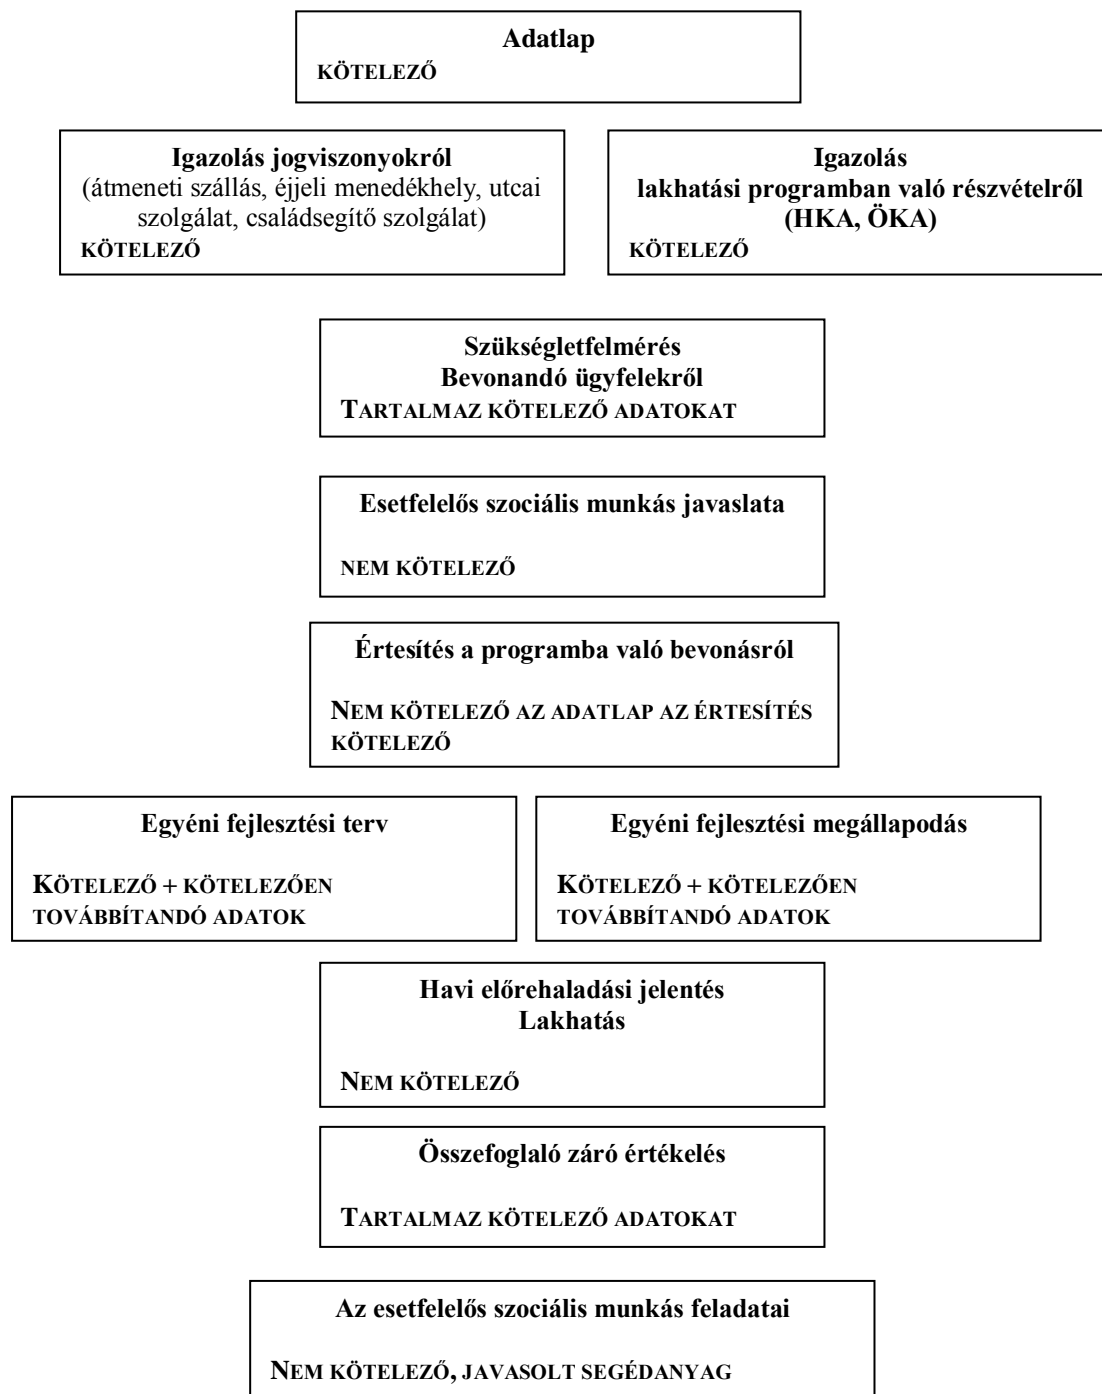 Adatlap
KÖTELEZŐ
Igazolás jogviszonyokról
(átmeneti szállás, éjjeli menedékhely, utcai
szolgálat, családsegítő szolgálat)
KÖTELEZŐ
Igazolás
lakhatási programban való részvételről
(HKA, ÖKA)
KÖTELEZŐ
Szükségletfelmérés
Bevonandó ügyfelekről
TARTALMAZ KÖTELEZŐ ADATOKAT
Esetfelelős szociális munkás javaslata
NEM KÖTELEZŐ
Értesítés a programba való bevonásról
NEM KÖTELEZŐ AZ ADATLAP AZ ÉRTESÍTÉS
KÖTELEZŐ
Egyéni fejlesztési terv
KÖTELEZŐ + KÖTELEZŐEN
TOVÁBBÍTANDÓ ADATOK
Egyéni fejlesztési megállapodás
KÖTELEZŐ + KÖTELEZŐEN
TOVÁBBÍTANDÓ ADATOK
Havi előrehaladási jelentés
Lakhatás
NEM KÖTELEZŐ
Összefoglaló záró értékelés
TARTALMAZ KÖTELEZŐ ADATOKAT
Az esetfelelős szociális munkás feladatai
NEM KÖTELEZŐ, JAVASOLT SEGÉDANYAG